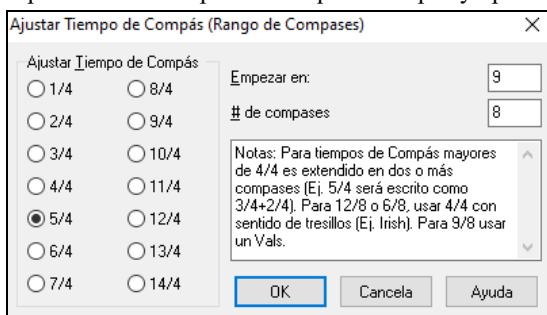 Ajustar Tiempo de Compás (Rango de Compases)
Ajustar Tiempo de Compás
1/4 8/4
2/4 9/4
3/4 10/4
4/4 11/4
5/4 12/4
6/4 13/4
7/4 14/4
Empezar en: 9
# de compases 8
Notas: Para tiempos de Compás mayores
de 4/4 es extendido en dos o más
compases (Ej. 5/4 será escrito como
3/4+2/4). Para 12/8 o 6/8, usar 4/4 con
sentido de tresillos (Ej. Irish). Para 9/8 usar
un Vals.
OK Cancela Ayuda